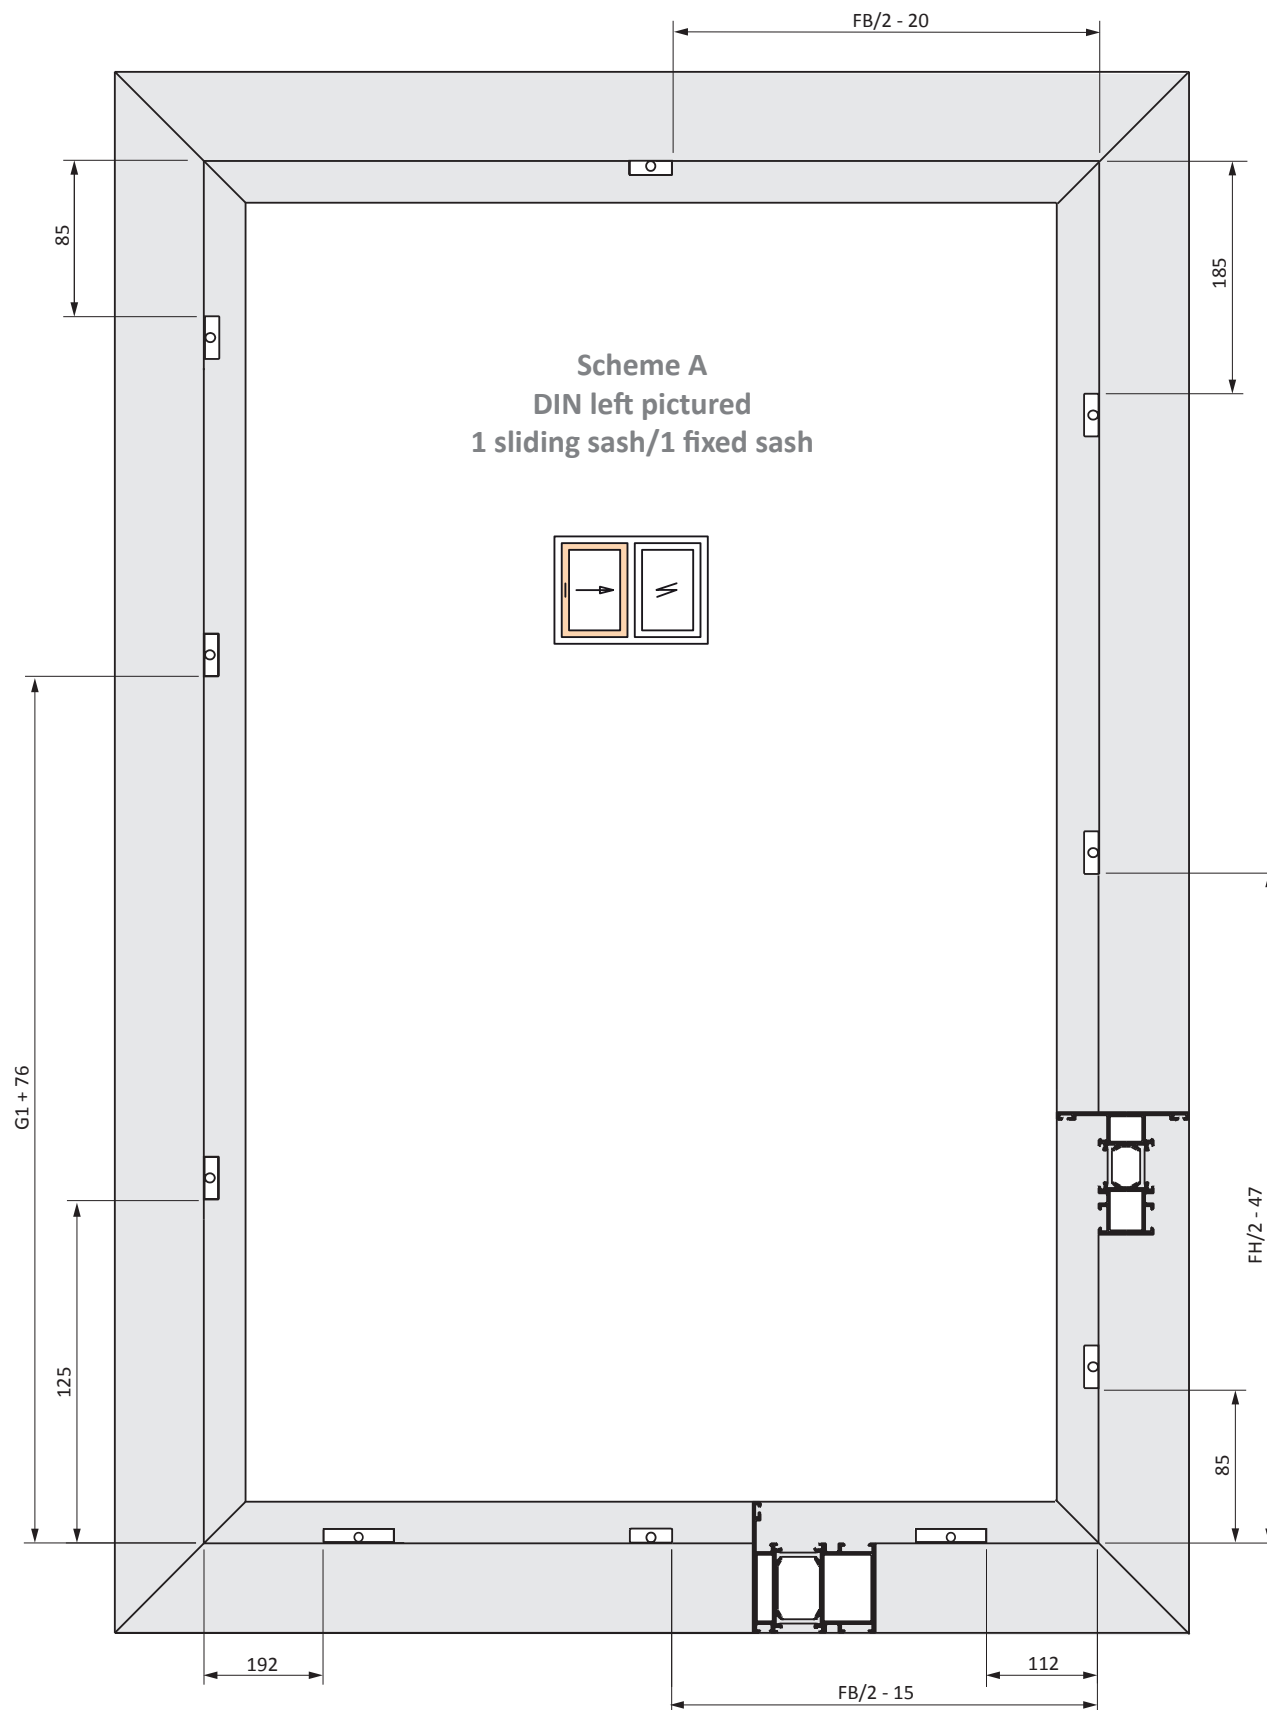 FB/2 - 20
85
185
Scheme A
DIN left pictured
1 sliding sash/1 fixed sash
G1 + 76
FH/2 - 47
125
85
192
112
FB/2 - 15